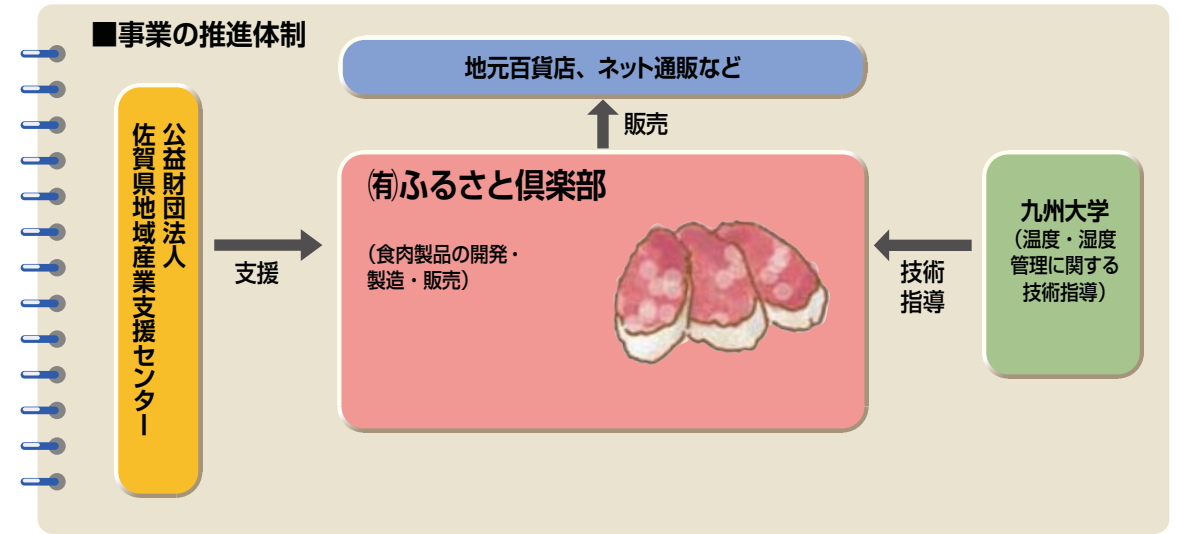 ■事業の推進体制
地元百貨店、ネット通販など
販売
公益財団法人
佐賀県地域産業支援センター
支援
㈲ふるさと倶楽部
（食肉製品の開発・
製造・販売）
技術
指導
九州大学
（温度・湿度
管理に関する
技術指導）